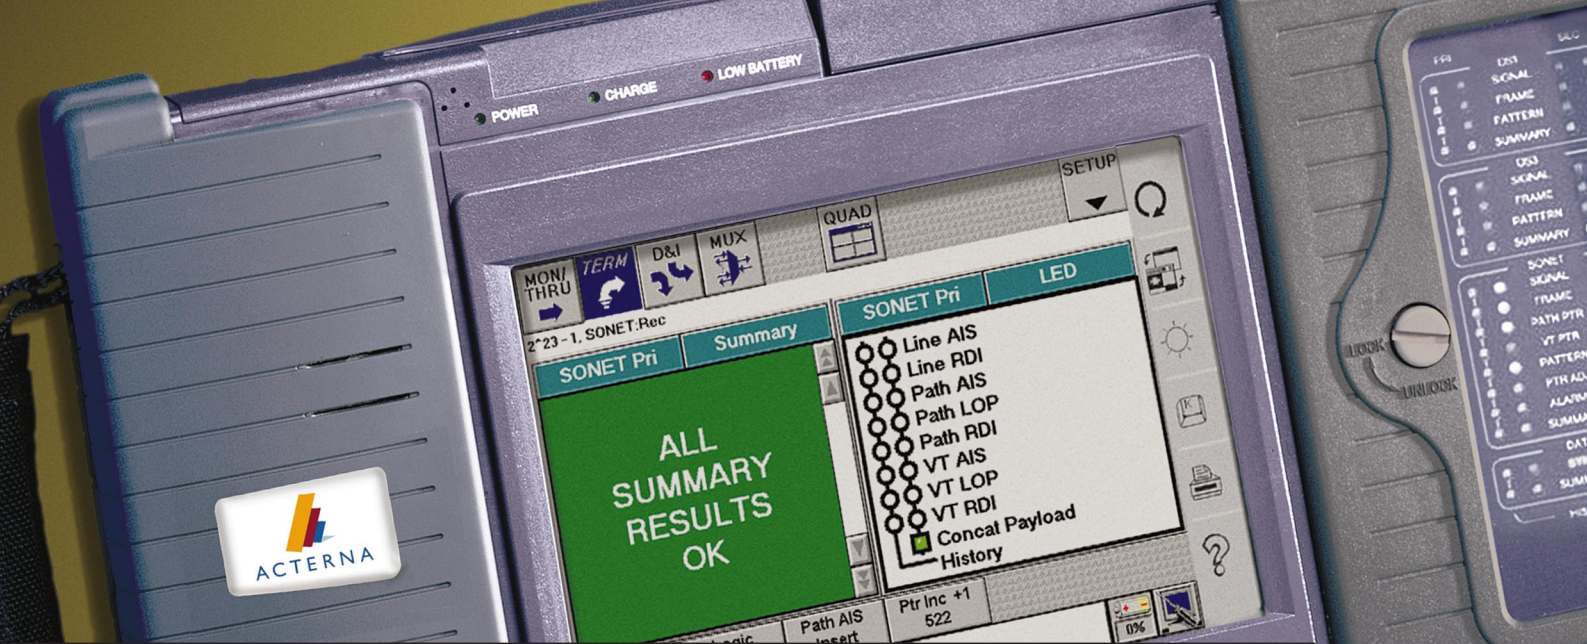 POWER
CHARGE
LOW BATTERY
SETUP
MON/
THRU
TERM
D&I
MUX
QUAD
2^23-1, SONET:Rec
SONET Pri
Summary
ALL
SUMMARY
RESULTS
OK
SONET Pri
LED
Line AIS
Line RDI
Path AIS
Path LOP
Path RDI
VT AIS
VT LOP
VT RDI
Concat Payload
History
Path AIS
Insert
Ptr Inc +1
522
0%
K
?
ACTERNA
LOCK
UNLOCK
PRI
SEC
DS1
SIGNAL
FRAME
PATTERN
SUMMARY
DS3
SIGNAL
FRAME
PATTERN
SUMMARY
SONET
SIGNAL
FRAME
PATH PTR
VT PTR
PATTERN